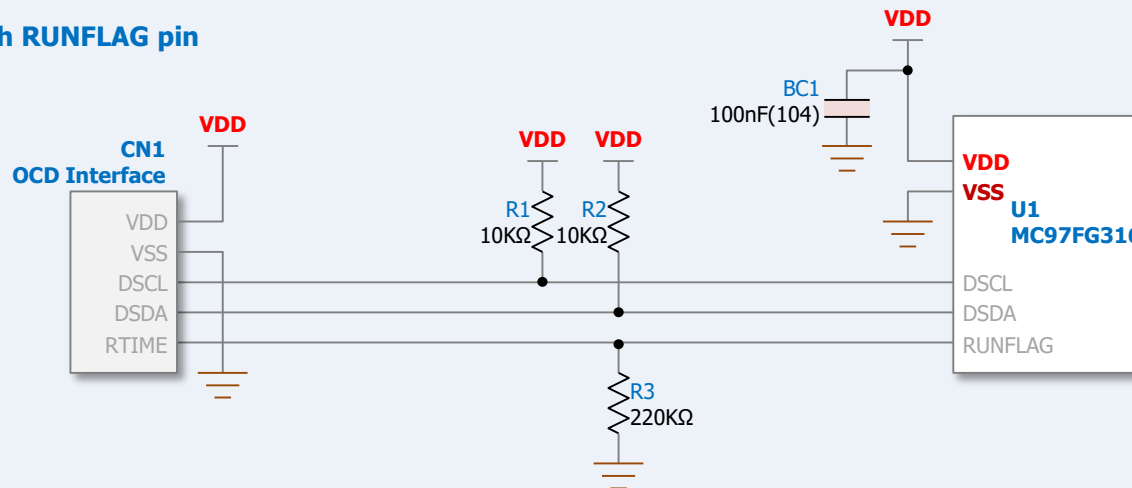 h RUNFLAG pin
VDD
BC1
100nF(104)
VDD
CN1
OCD Interface
VDD
VSS
DSCL
DSDA
RTIME
VDD
VDD
R1
10KΩ
R2
10KΩ
R3
220KΩ
VDD
VSS
U1
MC97FG316
DSCL
DSDA
RUNFLAG